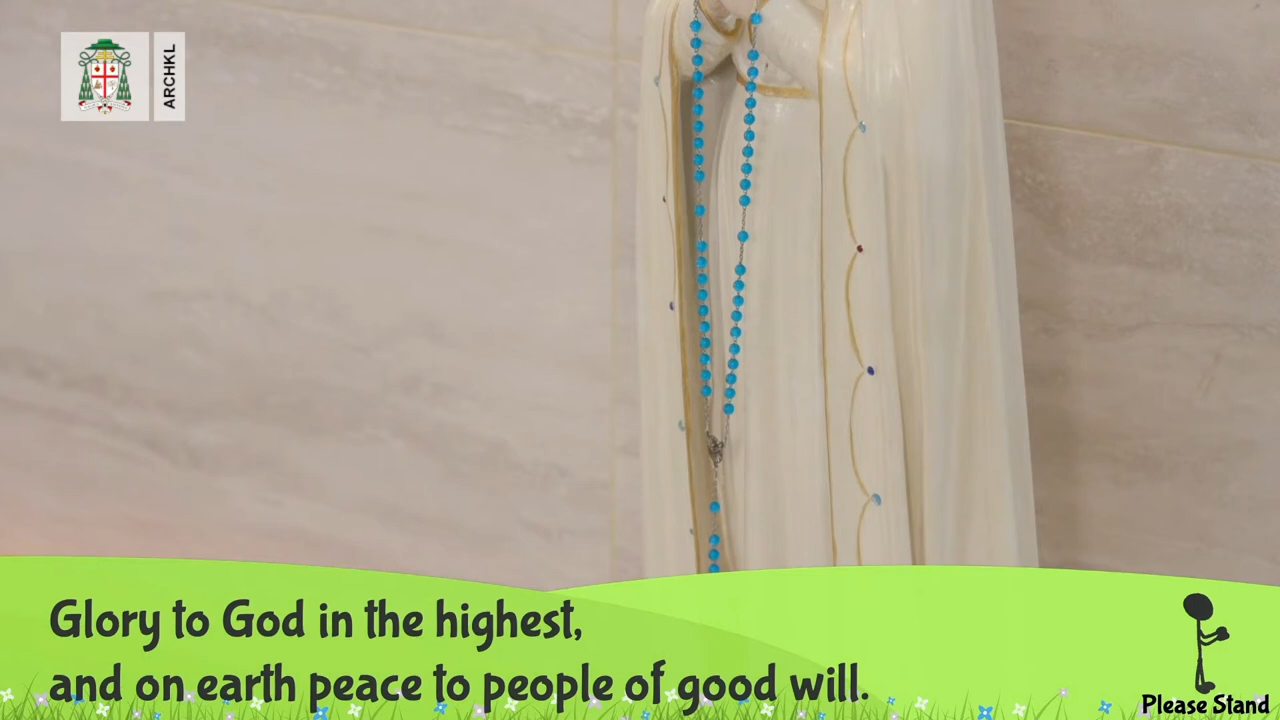 ARCHKL
Glory to God in the highest,
and on earth peace to people of good will.
Please Stand